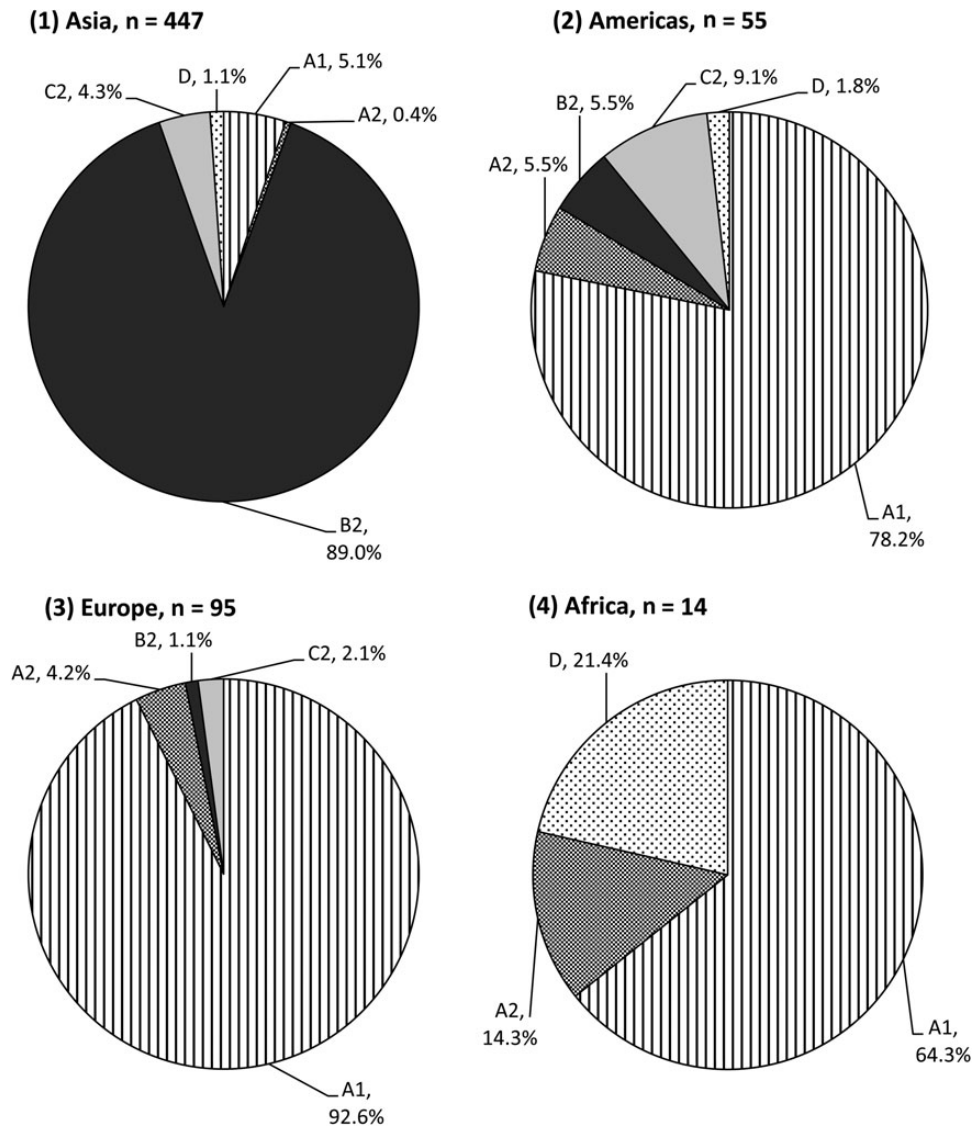 (1) Asia, n = 447
D, 1.1%
A1, 5.1%
C2, 4.3%
A2, 0.4%
B2,
89.0%
(2) Americas, n = 55
C2, 9.1%
D, 1.8%
B2, 5.5%
A2, 5.5%
A1,
78.2%
(3) Europe, n = 95
B2, 1.1%
C2, 2.1%
A2, 4.2%
A1,
92.6%
(4) Africa, n = 14
D, 21.4%
A2,
14.3%
A1,
64.3%